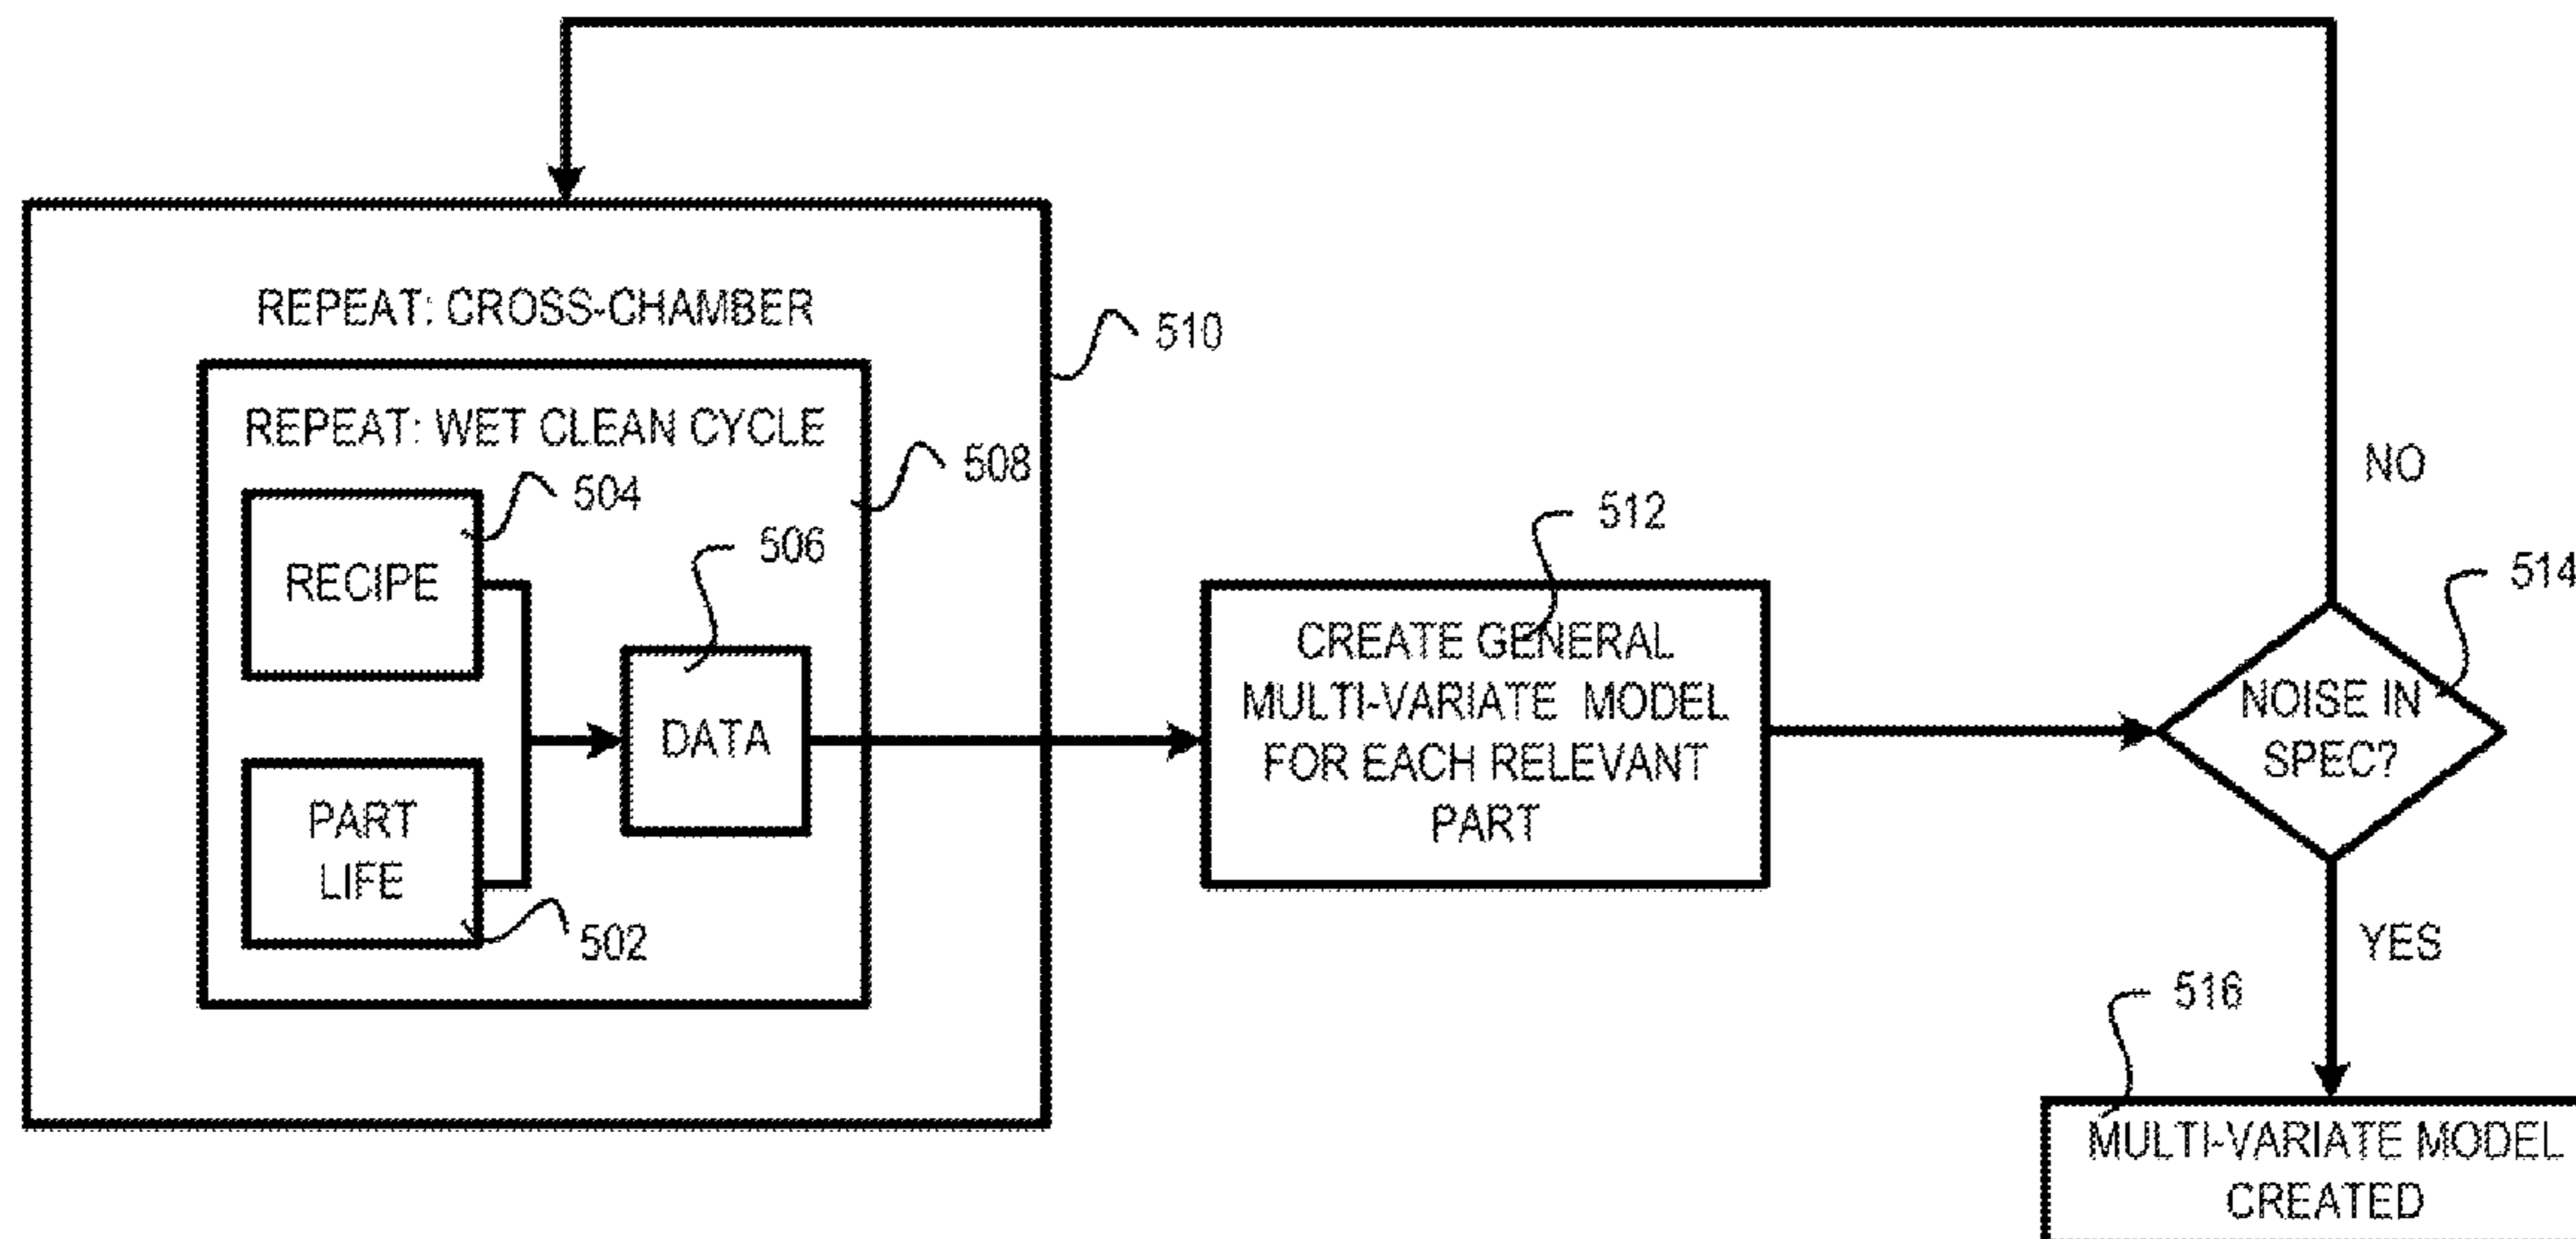 REPEAT: CROSS-CHAMBER
510
REPEAT: WET CLEAN CYCLE
508
504
RECIPE
506
DATA
PART
LIFE
502
512
CREATE GENERAL
MULTI-VARIATE MODEL
FOR EACH RELEVANT
PART
NO
514
NOISE IN
SPEC?
YES
516
MULTI-VARIATE MODEL
CREATED